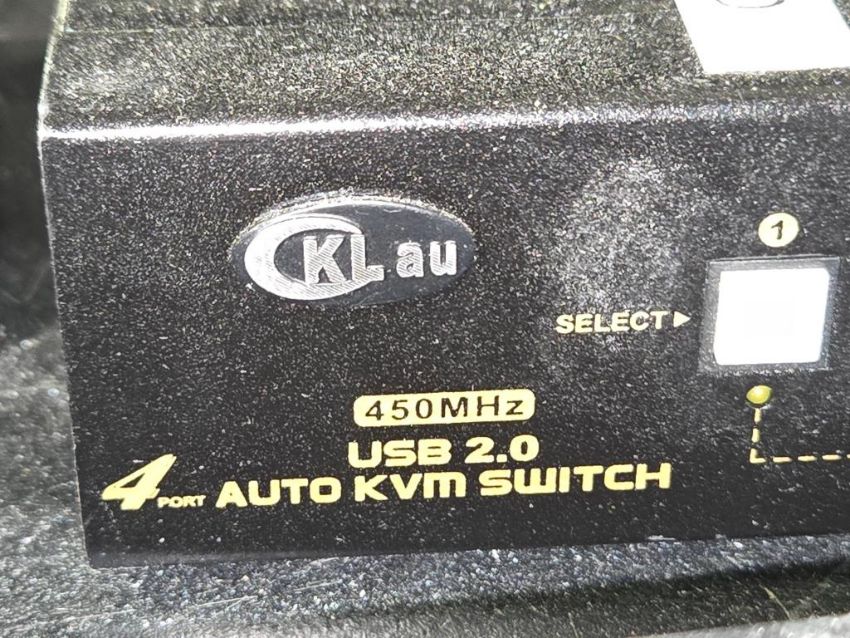 CKL au
1
SELECT▶
450MHz
USB 2.0
4 PORT AUTO KVM SWITCH